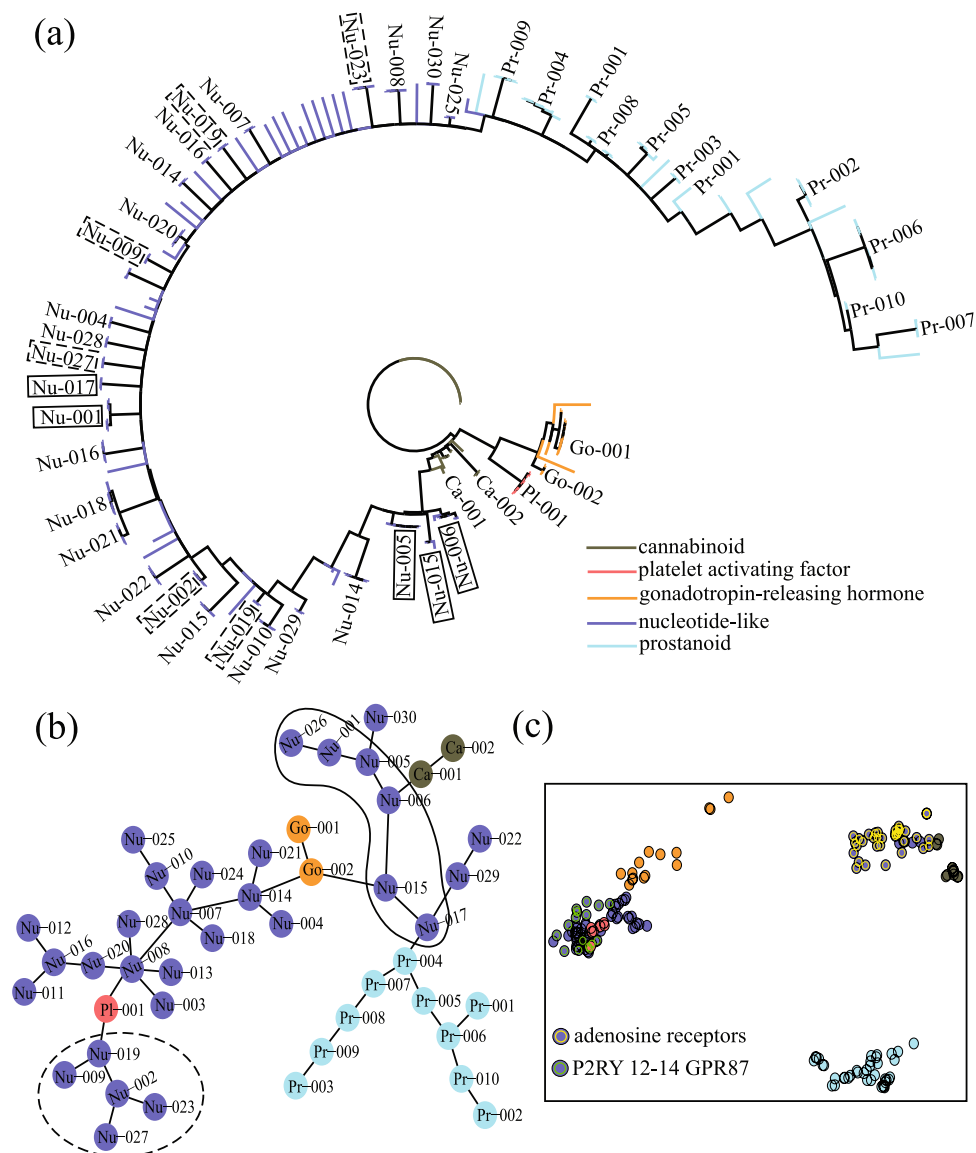 (a)
Nu-023
Nu-008
Nu-030
Nu-025
Pr-009
Pr-004
Pr-001
Pr-008
Pr-005
Pr-003
Pr-001
Pr-002
Pr-006
Pr-010
Pr-007
Nu-007
Nu-019
Nu-016
Nu-014
Nu-020
Nu-009
Nu-004
Nu-028
Nu-027
Nu-017
Nu-001
Nu-016
Nu-018
Nu-021
Nu-022
Nu-002
Nu-015
Nu-019
Nu-010
Nu-029
Nu-014
Nu-005
Nu-015
Nu-006
Ca-001
Ca-002
Pl-001
Go-002
Go-001
cannabinoid
platelet activating factor
gonadotropin-releasing hormone
nucleotide-like
prostanoid
(b)
Nu-026
Nu-001
Nu-030
Nu-005
Ca-002
Ca-001
Nu-006
Go-001
Nu-025
Nu-010
Nu-024
Nu-021
Go-002
Nu-022
Nu-029
Nu-015
Nu-014
Nu-007
Nu-004
Nu-017
Nu-018
Nu-028
Nu-012
Nu-016
Nu-020
Nu-008
Nu-013
Nu-011
Nu-003
Pl-001
Pr-004
Pr-007
Pr-005
Pr-001
Pr-008
Pr-006
Pr-009
Pr-010
Pr-003
Pr-002
Nu-019
Nu-009
Nu-002
Nu-023
Nu-027
(c)
adenosine receptors
P2RY 12-14 GPR87